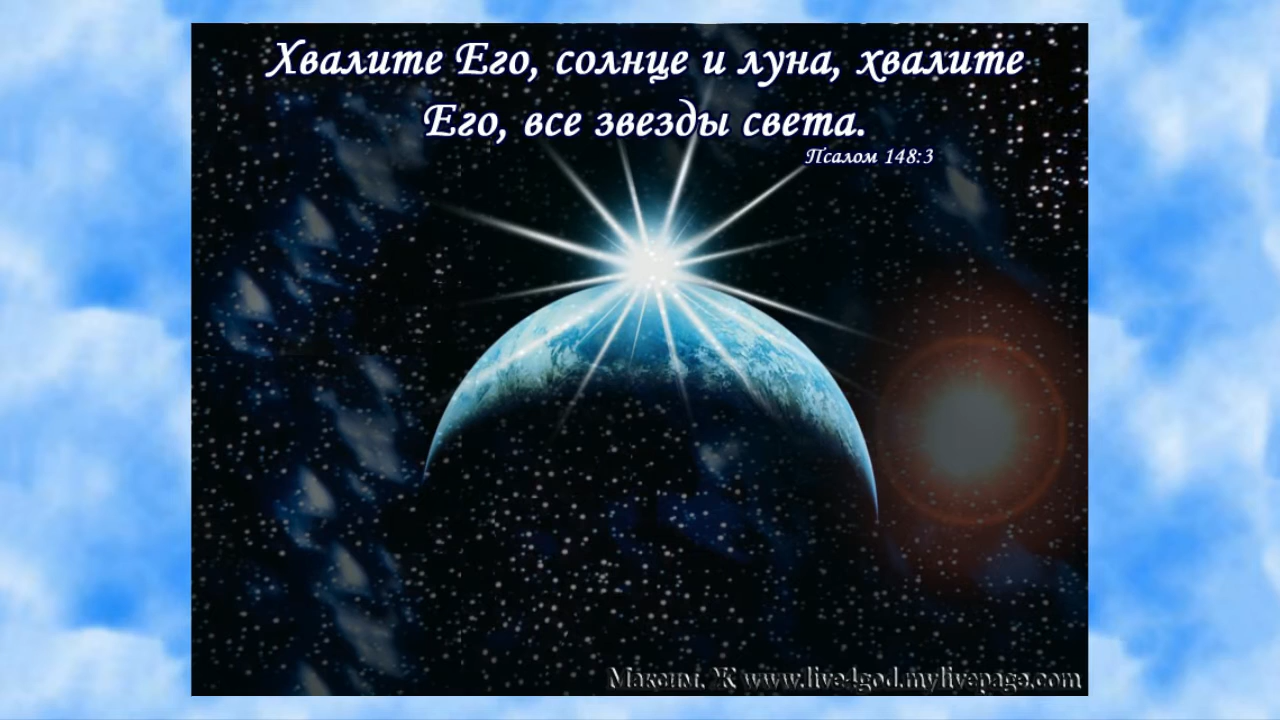 Хвалите Его, солнце и луна, хвалите
Его, все звезды света.
Псалом 148:3
Максим. Ж www.live4god.mylivepage.com